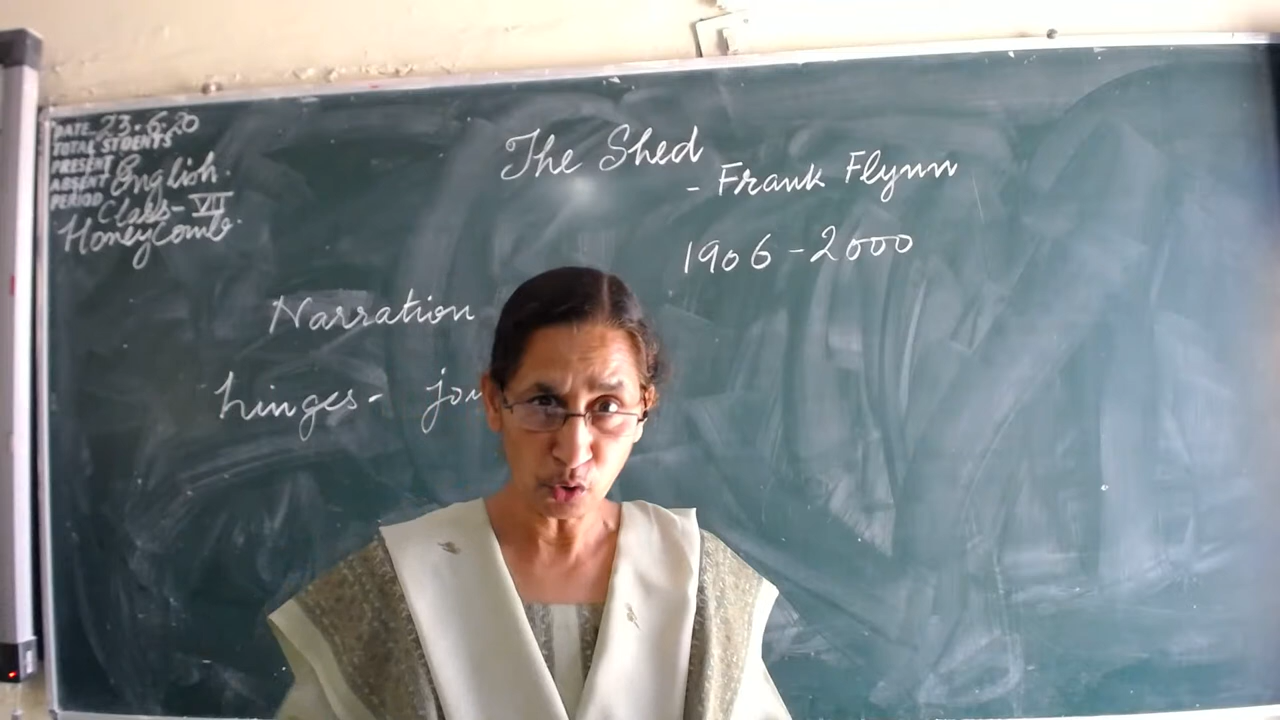 DATE 23.6.20
TOTAL STUDENTS
PRESENT
ABSENT English.
PERIOD Class - VII
HoneyComb.
The Shed
- Frank Flynn
1906 - 2000
Narration
hinges -